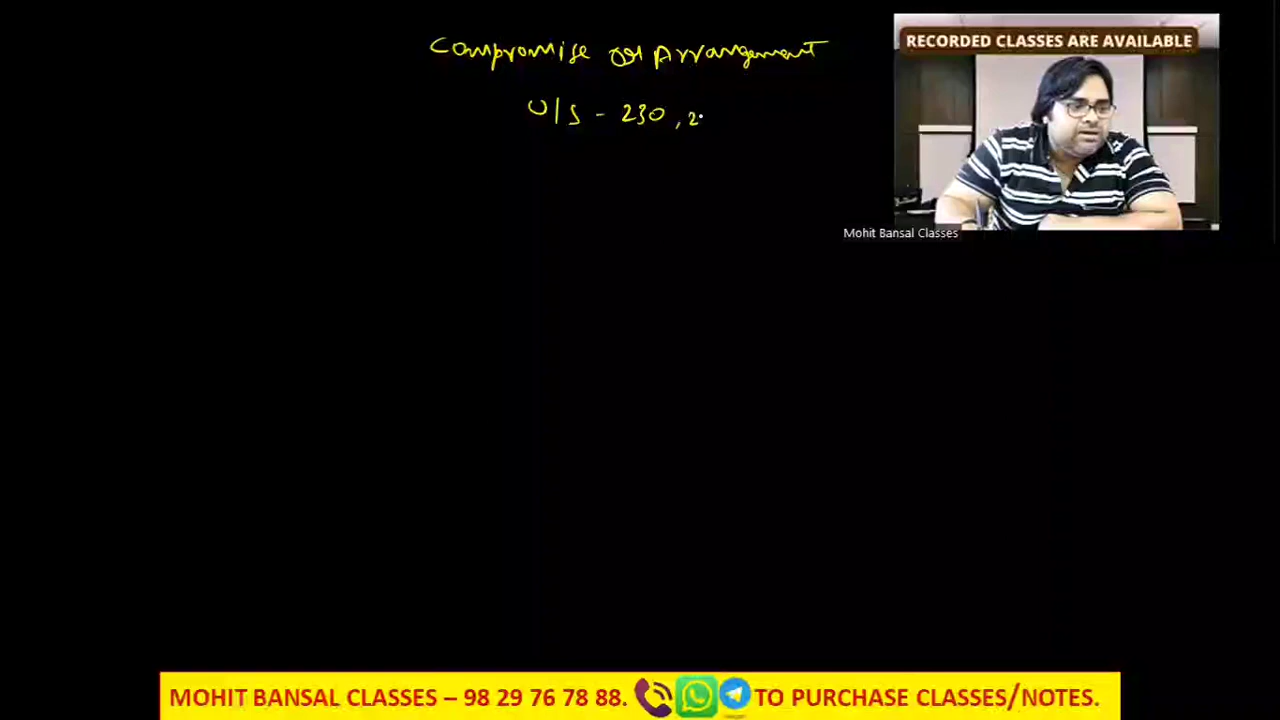 Compromise or Arrangement
U/S - 230, 2
RECORDED CLASSES ARE AVAILABLE
Mohit Bansal Classes
MOHIT BANSAL CLASSES – 98 29 76 78 88. TO PURCHASE CLASSES/NOTES.